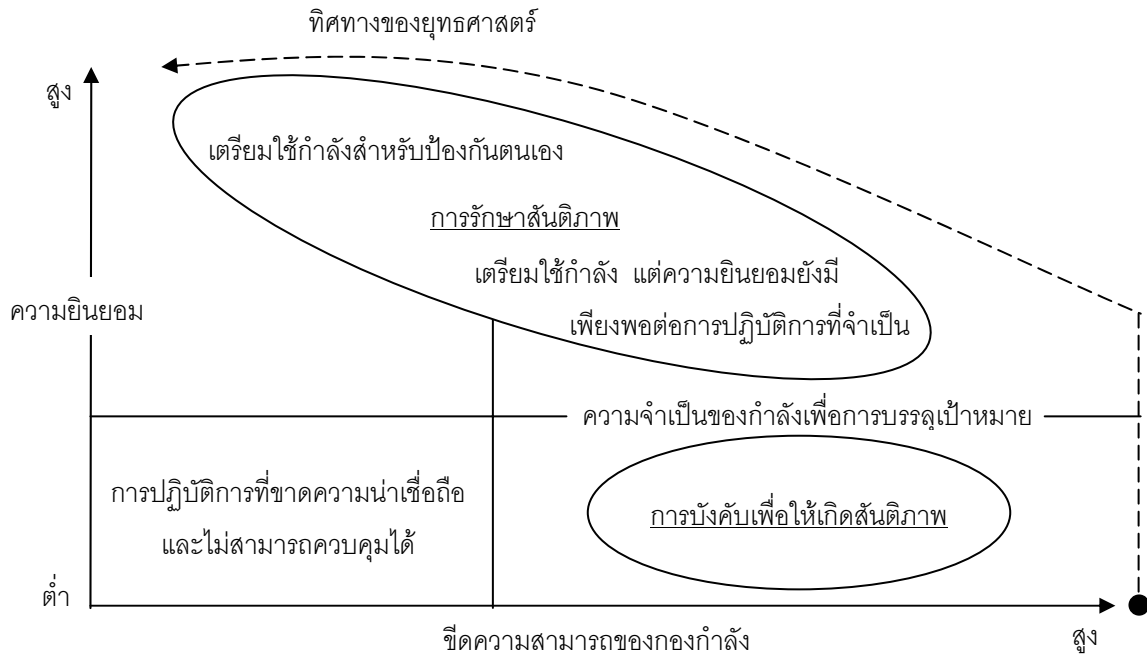 ทิศทางของยุทธศาสตร์
สูง
เตรียมใช้กำลังสำหรับป้องกันตนเอง
การรักษาสันติภาพ
เตรียมใช้กำลัง แต่ความยินยอมยังมี
ความยินยอม
เพียงพอต่อการปฏิบัติการที่จำเป็น
ความจำเป็นของกำลังเพื่อการบรรลุเป้าหมาย
การปฏิบัติการที่ขาดความน่าเชื่อถือ
และไม่สามารถควบคุมได้
การบังคับเพื่อให้เกิดสันติภาพ
ต่ำ
ขีดความสามารถของกองกำลัง
สูง